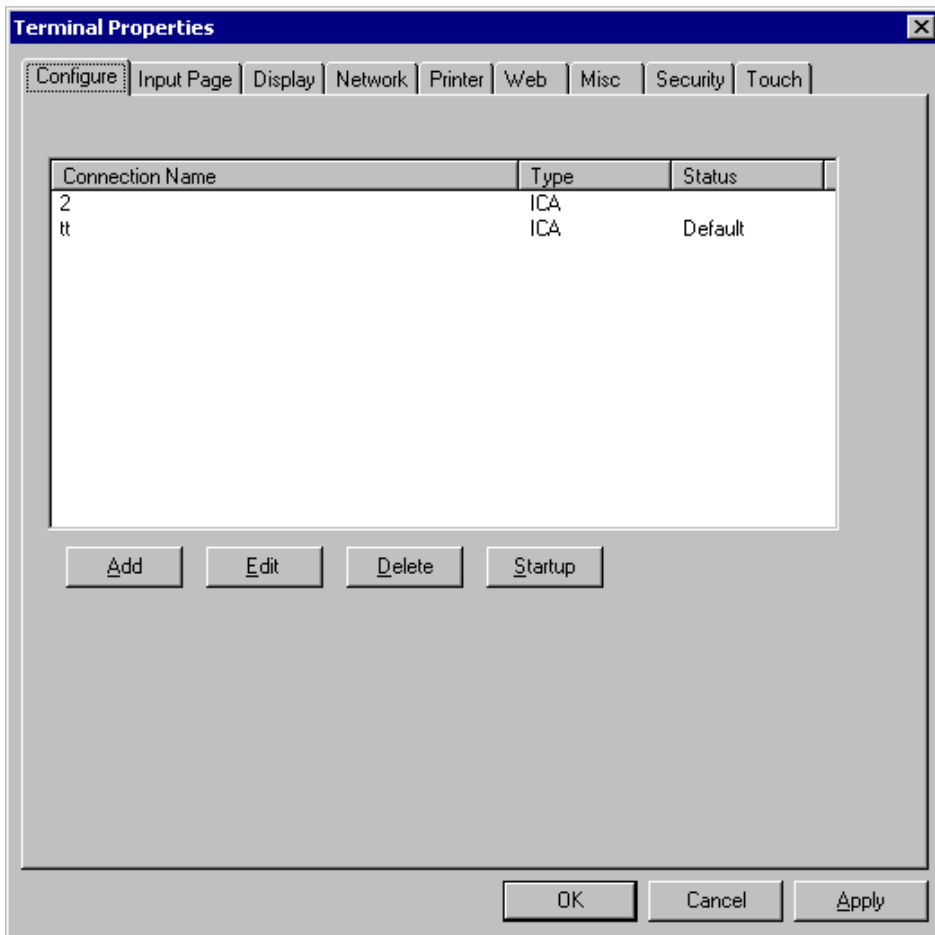 Terminal Properties
Configure Input Page Display Network Printer Web Misc Security Touch
Connection Name Type Status
2 ICA
tt ICA Default
Add Edit Delete Startup
OK Cancel Apply